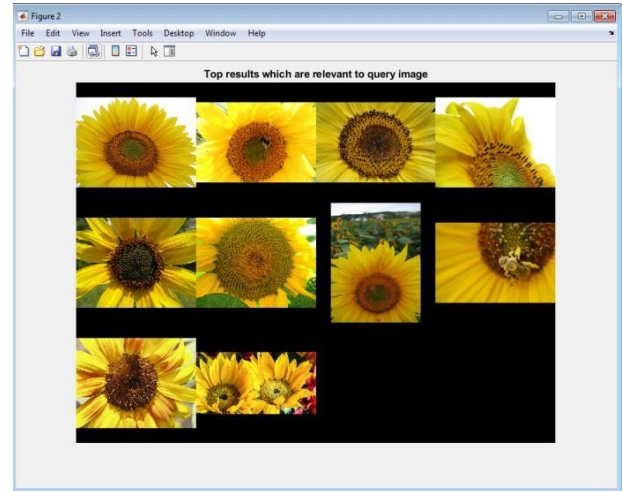 Figure 2
File Edit View Insert Tools Desktop Window Help
Top results which are relevant to query image